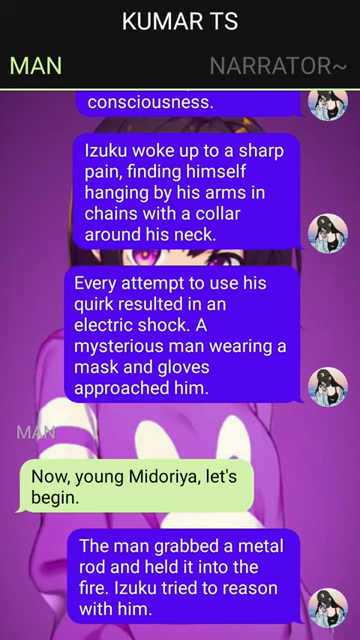 KUMAR TS
MAN
NARRATOR~
consciousness.
Izuku woke up to a sharp
pain, finding himself
hanging by his arms in
chains with a collar
around his neck.
Every attempt to use his
quirk resulted in an
electric shock. A
mysterious man wearing a
mask and gloves
approached him.
MAN
Now, young Midoriya, let's
begin.
The man grabbed a metal
rod and held it into the
fire. Izuku tried to reason
with him.